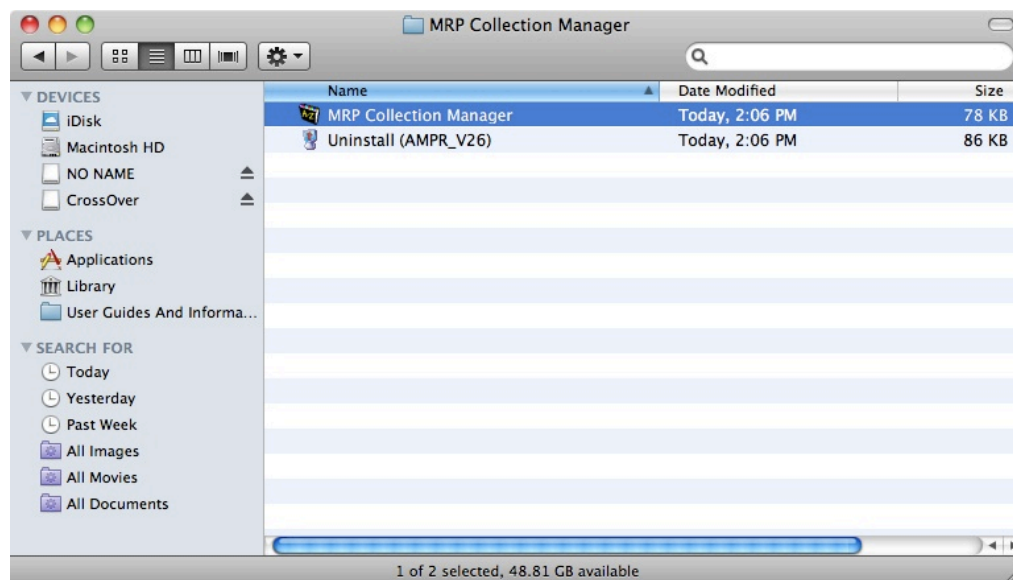 MRP Collection Manager
Name Date Modified Size
MRP Collection Manager Today, 2:06 PM 78 KB
Uninstall (AMPR_V26) Today, 2:06 PM 86 KB
DEVICES
iDisk
Macintosh HD
NO NAME
CrossOver
PLACES
Applications
Library
User Guides And Informa...
SEARCH FOR
Today
Yesterday
Past Week
All Images
All Movies
All Documents
1 of 2 selected, 48.81 GB available